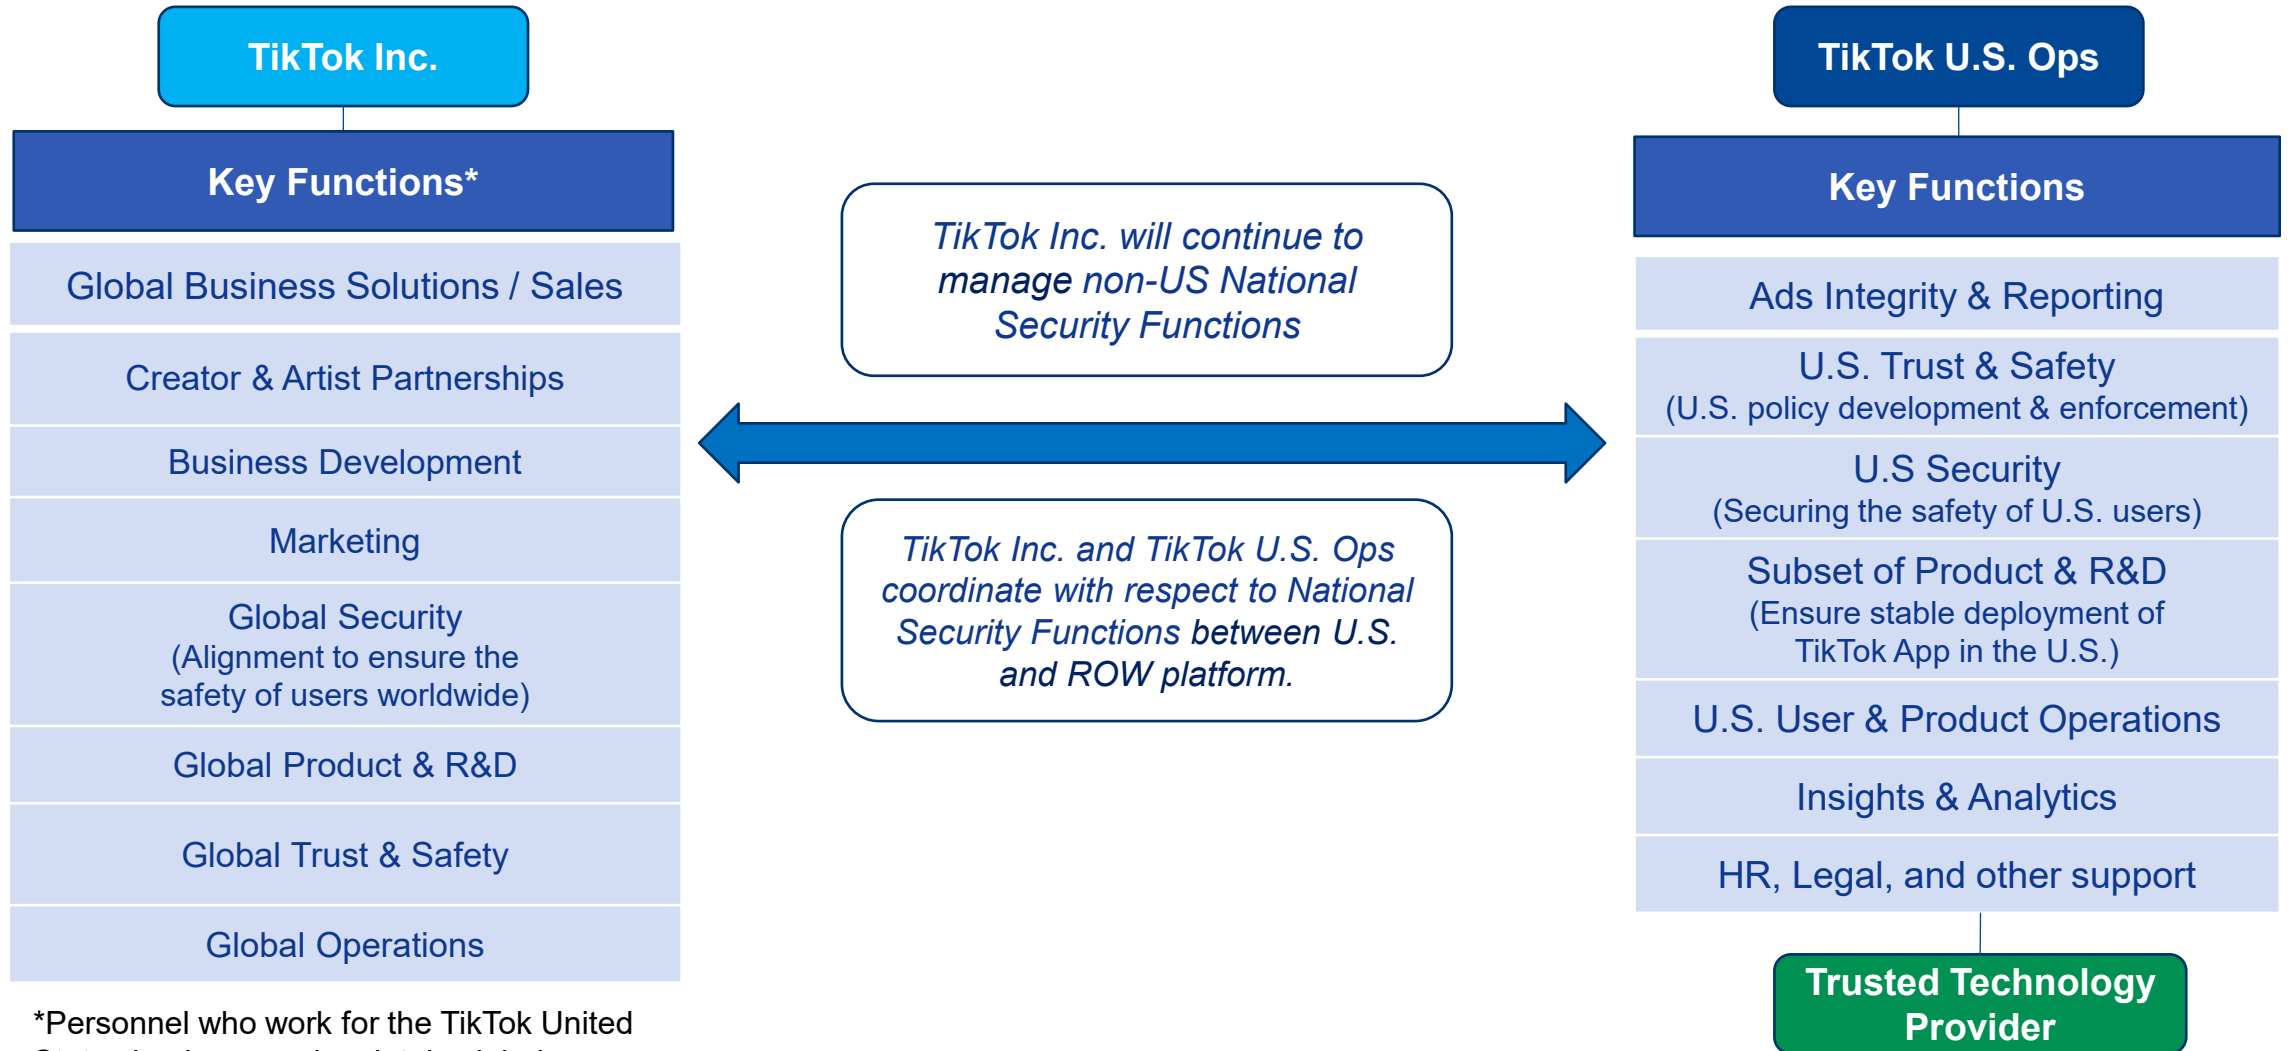 TikTok Inc.
Key Functions*
Global Business Solutions / Sales
Creator & Artist Partnerships
Business Development
Marketing
Global Security
(Alignment to ensure the
safety of users worldwide)
Global Product & R&D
Global Trust & Safety
Global Operations
*Personnel who work for the TikTok United
TikTok Inc. will continue to
manage non-US National
Security Functions
TikTok Inc. and TikTok U.S. Ops
coordinate with respect to National
Security Functions between U.S.
and ROW platform.
TikTok U.S. Ops
Key Functions
Ads Integrity & Reporting
U.S. Trust & Safety
(U.S. policy development & enforcement)
U.S Security
(Securing the safety of U.S. users)
Subset of Product & R&D
(Ensure stable deployment of
TikTok App in the U.S.)
U.S. User & Product Operations
Insights & Analytics
HR, Legal, and other support
Trusted Technology
Provider